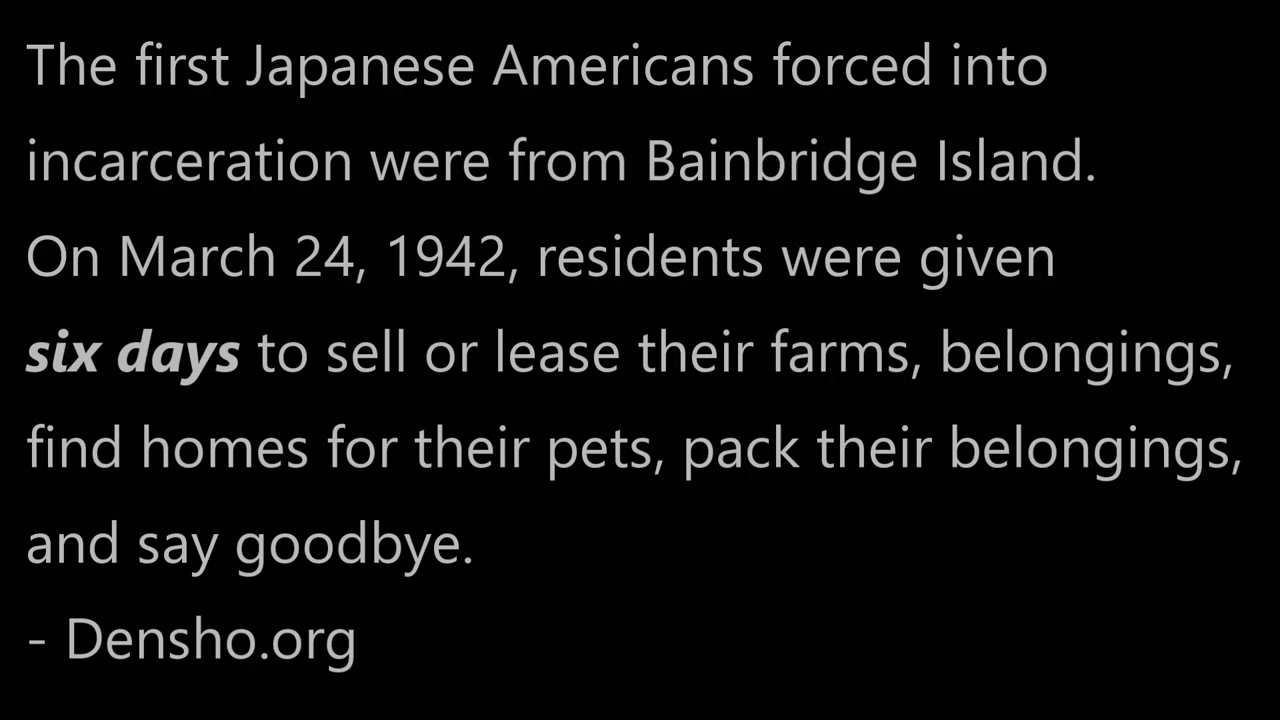 The first Japanese Americans forced into
incarceration were from Bainbridge Island.
On March 24, 1942, residents were given
six days to sell or lease their farms, belongings,
find homes for their pets, pack their belongings,
and say goodbye.
- Densho.org